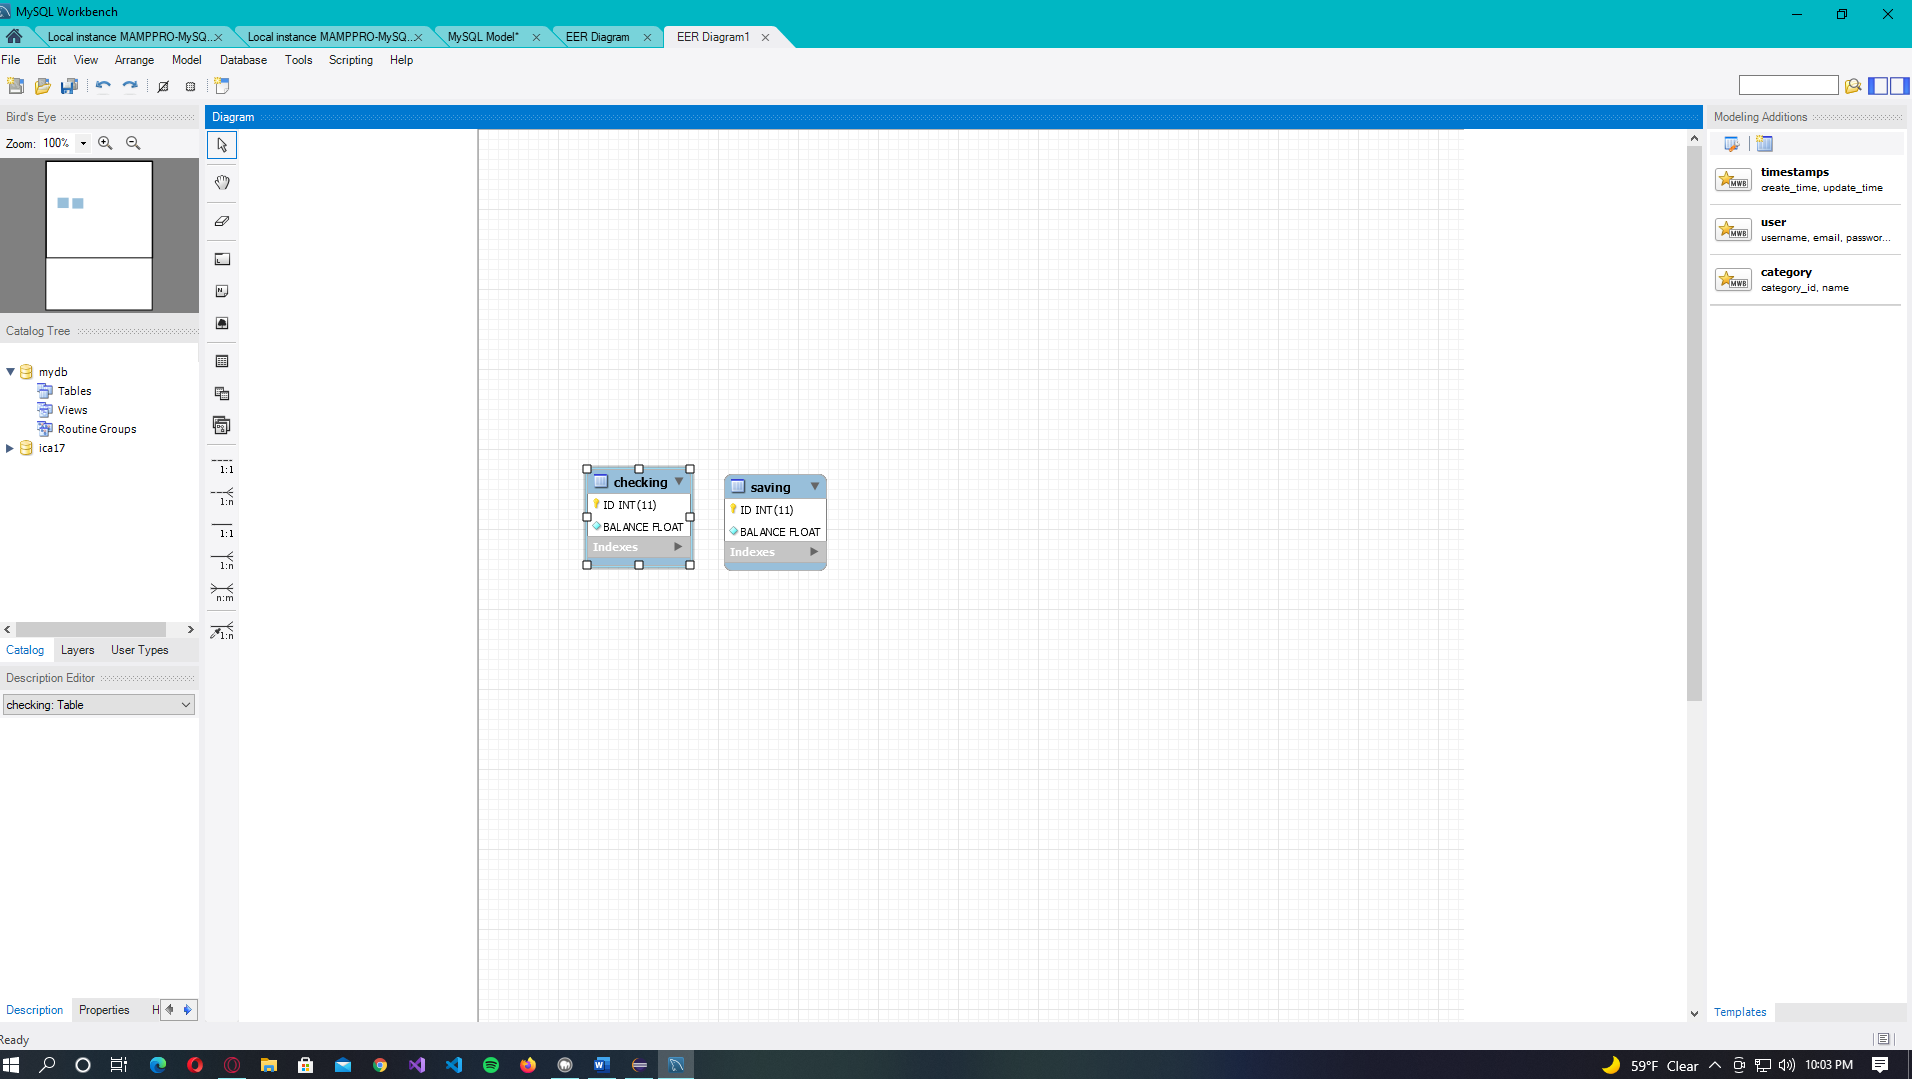 MySQL Workbench
Local instance MAMPPRO-MySQ...
Local instance MAMPPRO-MySQ...
MySQL Model*
EER Diagram
EER Diagram1
File Edit View Arrange Model Database Tools Scripting Help
Bird's Eye
Zoom: 100%
Diagram
Modeling Additions
timestamps
create_time, update_time
user
username, email, passwor...
category
category_id, name
MWB
MWB
MWB
Catalog Tree
mydb
Tables
Views
Routine Groups
ica17
1:1
1:n
1:1
1:n
n:m
1:n
checking
ID INT(11)
BALANCE FLOAT
Indexes
saving
ID INT(11)
BALANCE FLOAT
Indexes
Catalog Layers User Types
Description Editor
checking: Table
Description Properties H
Templates
Ready
59°F Clear
10:03 PM